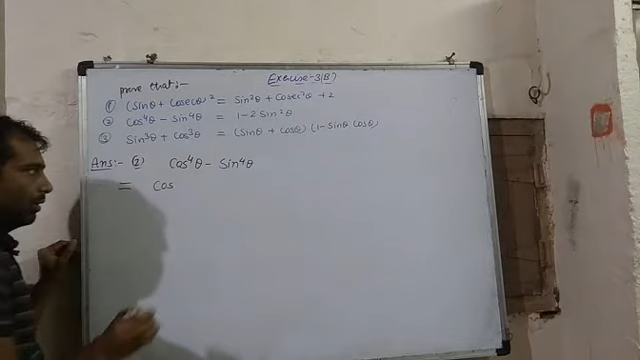 Exercise-3(B)
prove that:-
① (Sinθ + Cosecθ)² = Sin²θ + Cosec²θ + 2
② Cos⁴θ - Sin⁴θ = 1-2 Sin²θ
③ Sin³θ + Cos³θ = (Sinθ + Cosθ) (1-Sinθ Cosθ)
Ans:- (2) Cos⁴θ - Sin⁴θ
= Cos